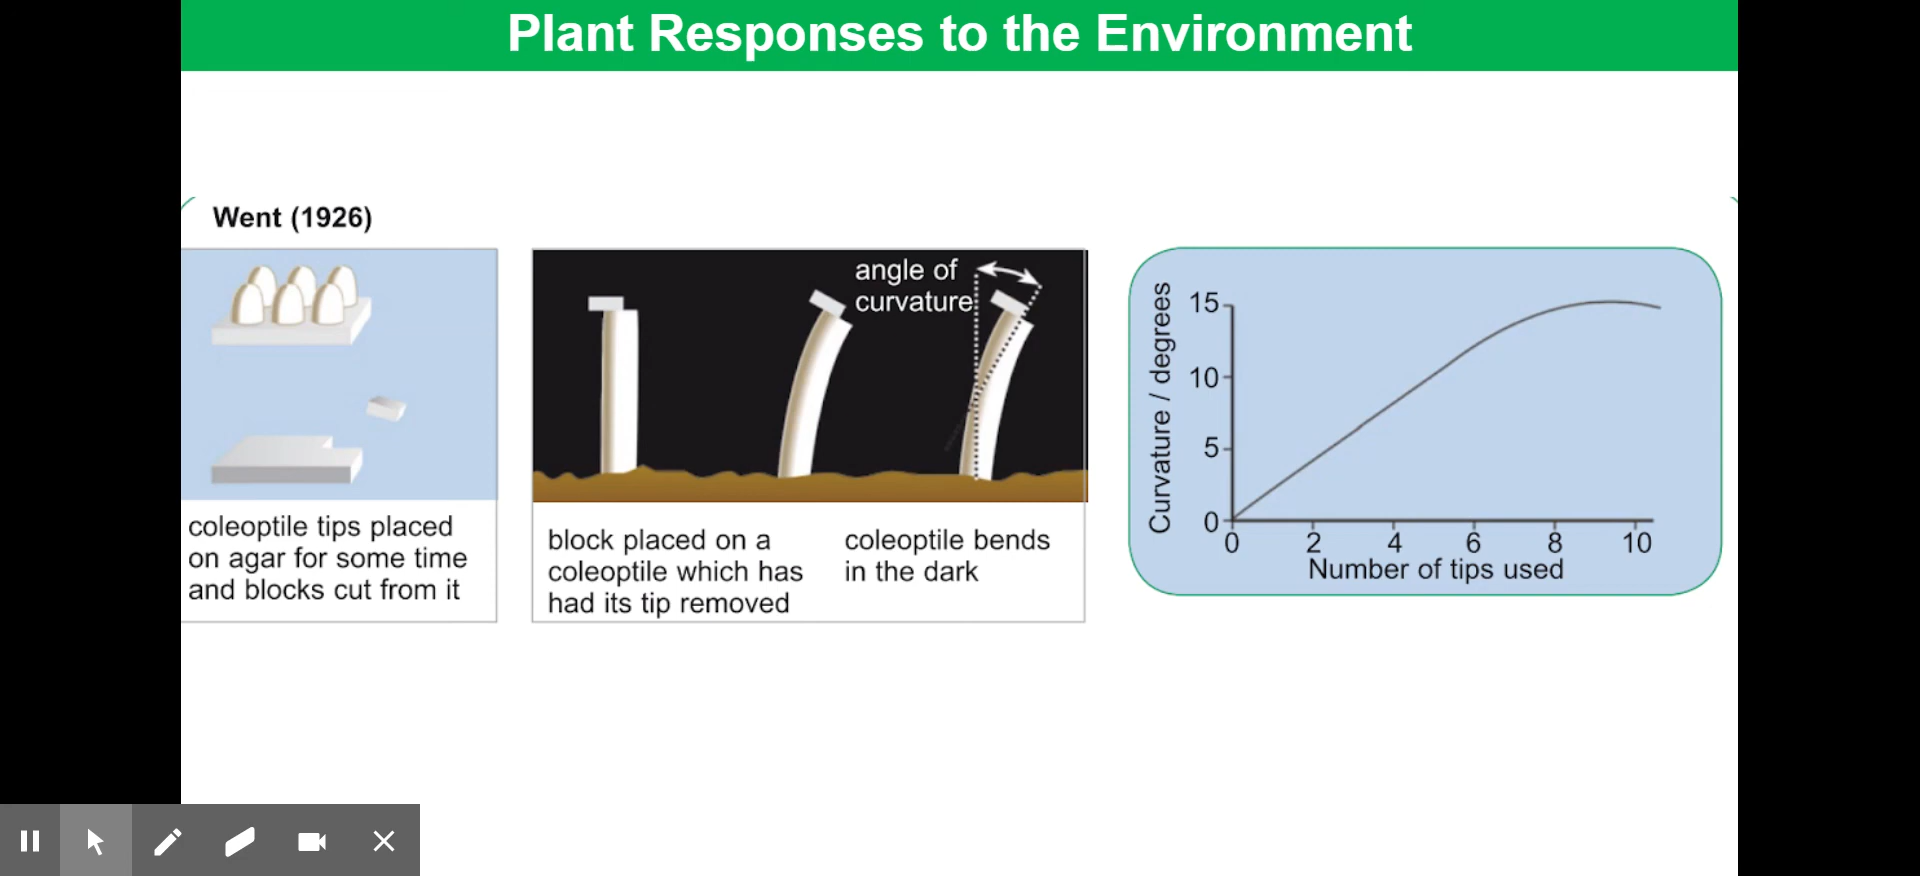 Plant Responses to the Environment
Went (1926)
coleoptile tips placed
on agar for some time
and blocks cut from it
angle of
curvature
block placed on a
coleoptile which has
had its tip removed
coleoptile bends
in the dark
Curvature / degrees
15
10
5
0
0 2 4 6 8 10
Number of tips used